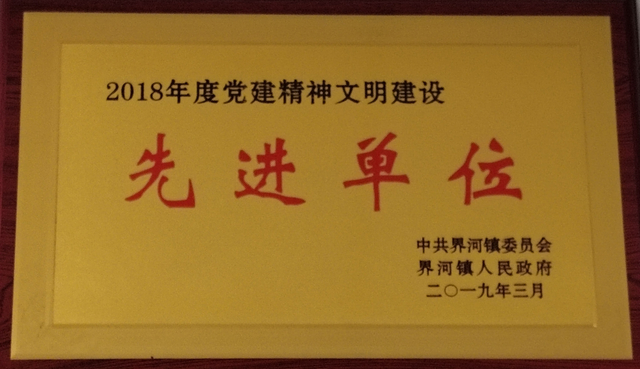 2018年度党建精神文明建设
先进单位
中共界河镇委员会
界河镇人民政府
二〇一九年三月